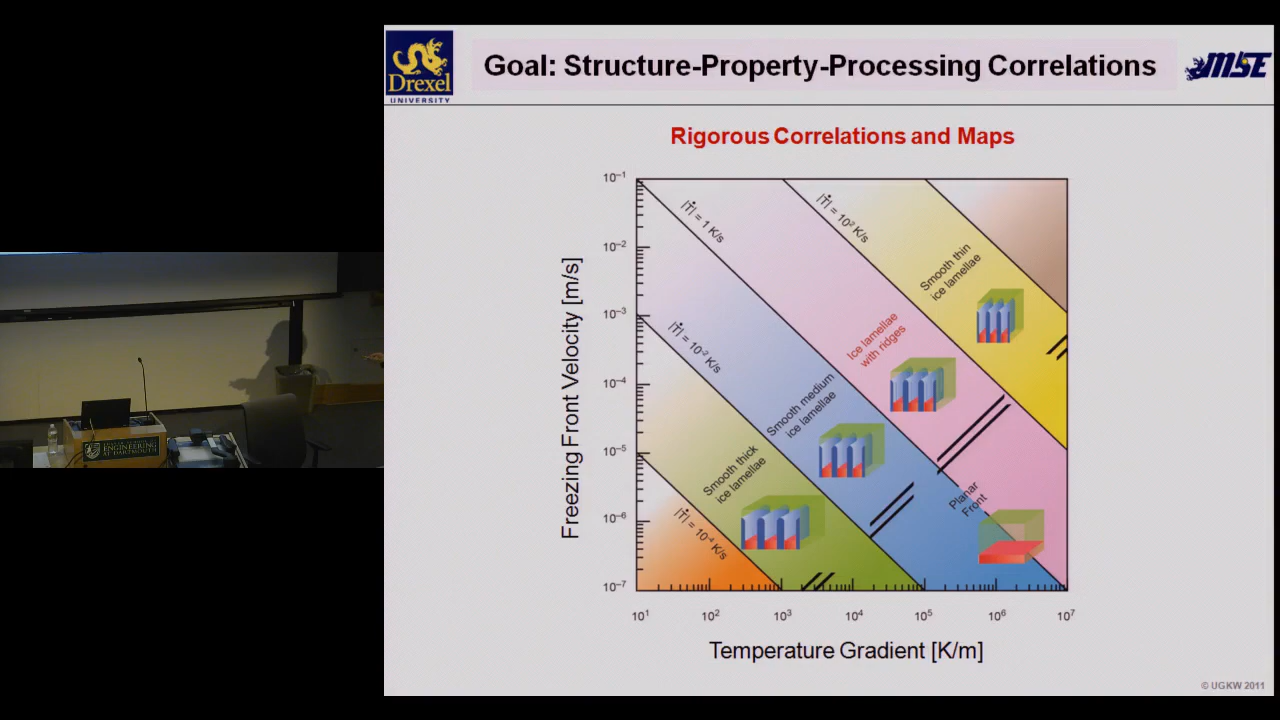 Drexel
UNIVERSITY
Goal: Structure-Property-Processing Correlations
MSE
Rigorous Correlations and Maps
Freezing Front Velocity [m/s]
10⁻¹
10⁻²
10⁻³
10⁻⁴
10⁻⁵
10⁻⁶
10⁻⁷
|Ṫ| = 1 K/s
|Ṫ| = 10² K/s
Smooth thin
ice lamellae
Ice lamellae
with ridges
|Ṫ| = 10⁻² K/s
Smooth medium
ice lamellae
Smooth thick
ice lamellae
Planar
Front
|Ṫ| = 10⁻⁴ K/s
10¹
10²
10³
10⁴
10⁵
10⁶
10⁷
Temperature Gradient [K/m]
© UGKW 2011
ENGINEERING
AT DARTMOUTH